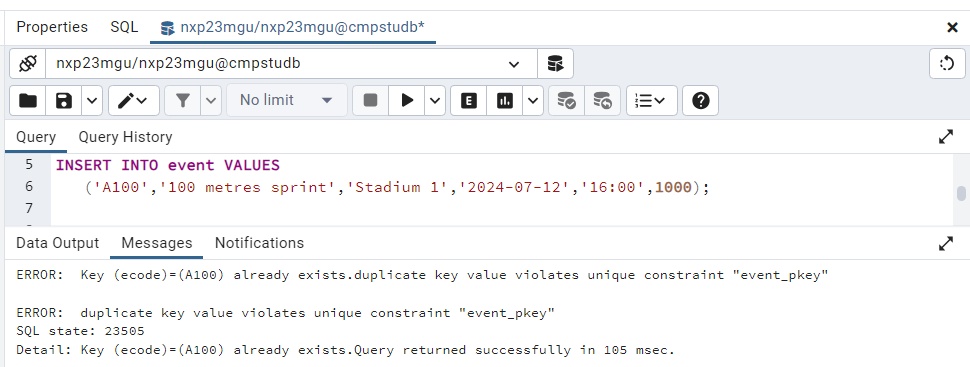 Properties SQL nxp23mgu/nxp23mgu@cmpstudb*
nxp23mgu/nxp23mgu@cmpstudb
No limit
Query Query History
5 INSERT INTO event VALUES
6 ('A100','100 metres sprint','Stadium 1','2024-07-12','16:00',1000);
7
Data Output Messages Notifications
ERROR:  Key (ecode)=(A100) already exists.duplicate key value violates unique constraint "event_pkey"
ERROR:  duplicate key value violates unique constraint "event_pkey"
SQL state: 23505
Detail: Key (ecode)=(A100) already exists.Query returned successfully in 105 msec.